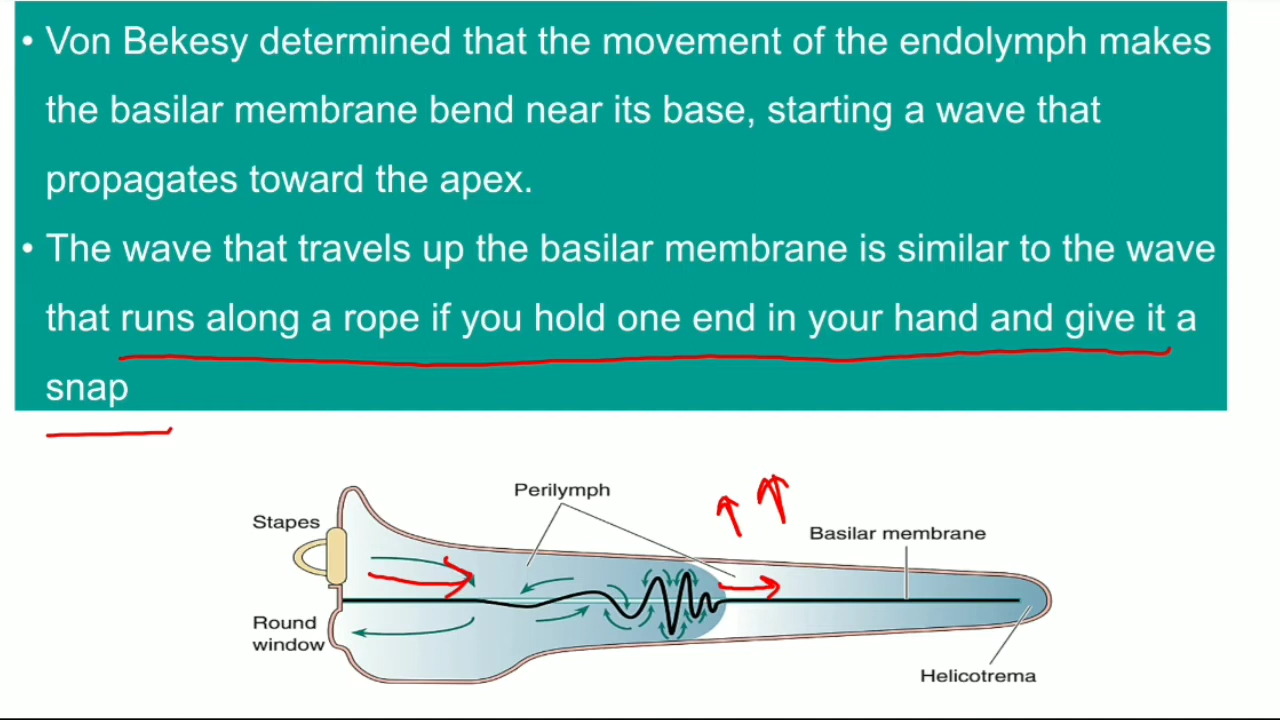 • Von Bekesy determined that the movement of the endolymph makes
the basilar membrane bend near its base, starting a wave that
propagates toward the apex.
• The wave that travels up the basilar membrane is similar to the wave
that runs along a rope if you hold one end in your hand and give it a
snap
Perilymph
Stapes
Basilar membrane
Round
window
Helicotrema